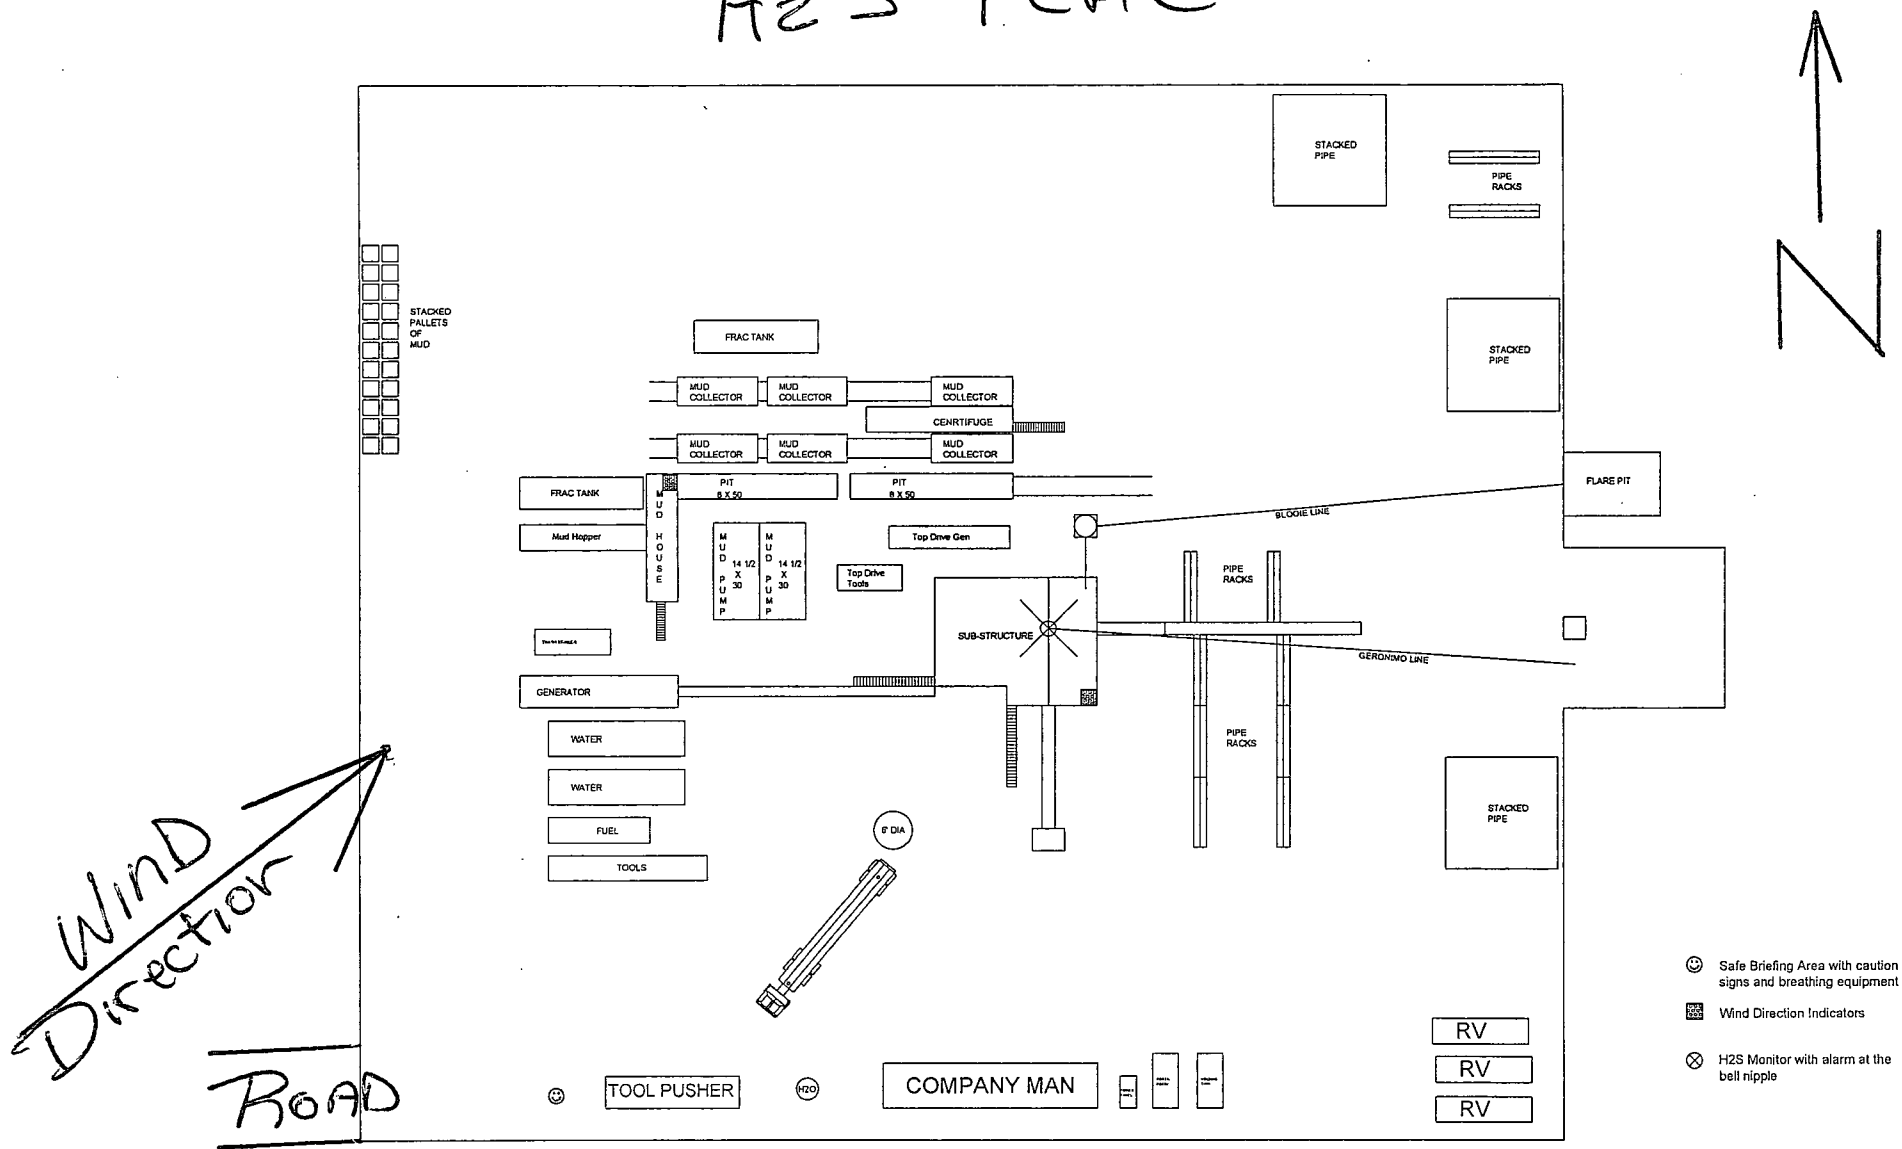 H2S
N
STACKED
PIPE
PIPE
RACKS
STACKED
PALLETS
OF
MUD
FRAC TANK
STACKED
PIPE
MUD
COLLECTOR
MUD
COLLECTOR
MUD
COLLECTOR
CENRTIFUGE
MUD
COLLECTOR
MUD
COLLECTOR
MUD
COLLECTOR
FRAC TANK
MUD HOUSE
PIT
8 X 50
PIT
8 X 50
FLARE PIT
BLOOIE LINE
Mud Hopper
MUD PUMP
14 1/2
X
30
MUD PUMP
14 1/2
X
30
Top Drive Gen
Top Drive
Tools
PIPE
RACKS
SUB-STRUCTURE
GERONIMO LINE
GENERATOR
WATER
PIPE
RACKS
WATER
STACKED
PIPE
FUEL
6' DIA
TOOLS
WIND
Direction
Safe Briefing Area with caution
signs and breathing equipment
Wind Direction Indicators
H2S Monitor with alarm at the
bell nipple
RV
RV
RV
ROAD
TOOL PUSHER
H2O
COMPANY MAN